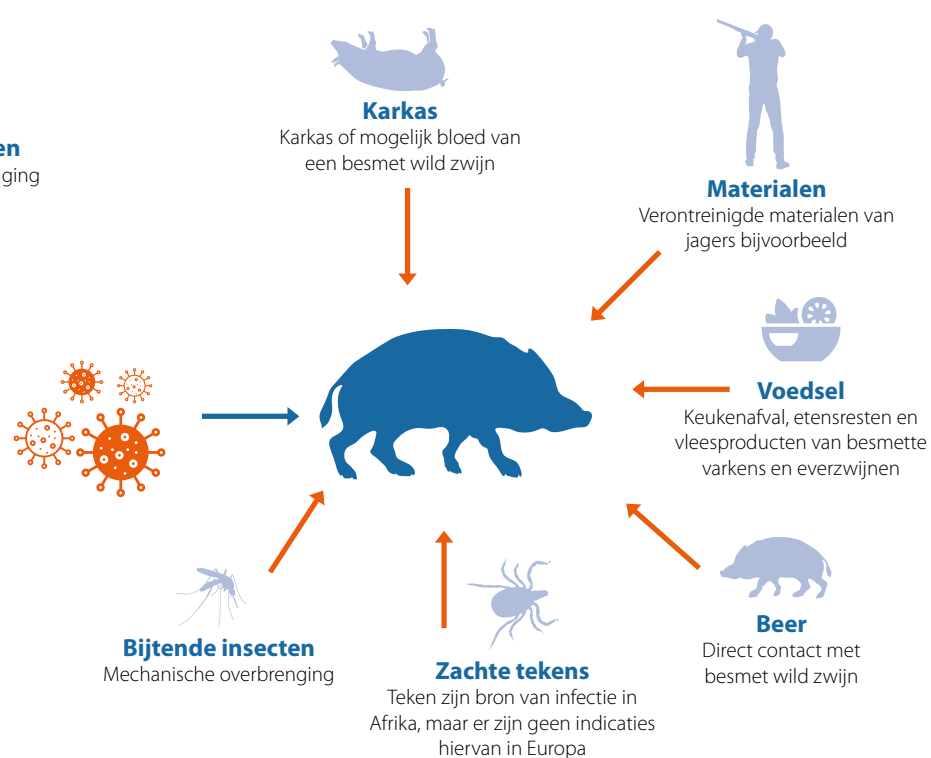 Karkas
Karkas of mogelijk bloed van
een besmet wild zwijn
Materialen
Verontreinigde materialen van
jagers bijvoorbeeld
Voedsel
Keukenafval, etensresten en
vleesproducten van besmette
varkens en everzwijnen
Beer
Direct contact met
besmet wild zwijn
Zachte tekens
Teken zijn bron van infectie in
Afrika, maar er zijn geen indicaties
hiervan in Europa
Bijtende insecten
Mechanische overbrenging